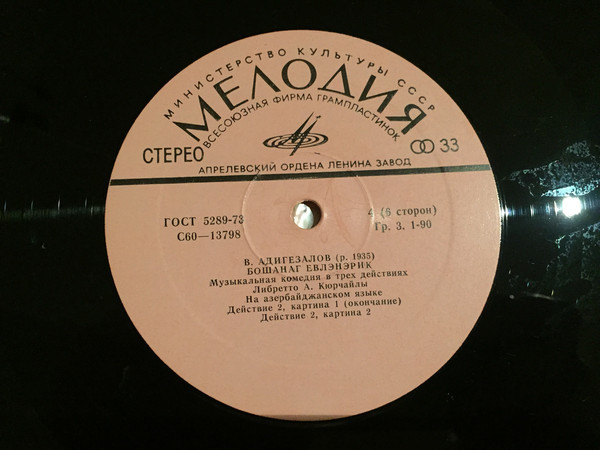 МИНИСТЕРСТВО КУЛЬТУРЫ СССР
МЕЛОДИЯ
ВСЕСОЮЗНАЯ ФИРМА ГРАМПЛАСТИНОК
СТЕРЕО
33
АПРЕЛЕВСКИЙ ОРДЕНА ЛЕНИНА ЗАВОД
ГОСТ 5289-73
С60—13798
4 (6 сторон)
Гр. 3. 1-90
В. АДИГЕЗАЛОВ (р. 1935)
БОШАНАГ ЕВЛЭНЭРИК
Музыкальная комедия в трех действиях
Либретто А. Кюрчайлы
На азербайджанском языке
Действие 2, картина 1 (окончание)
Действие 2, картина 2